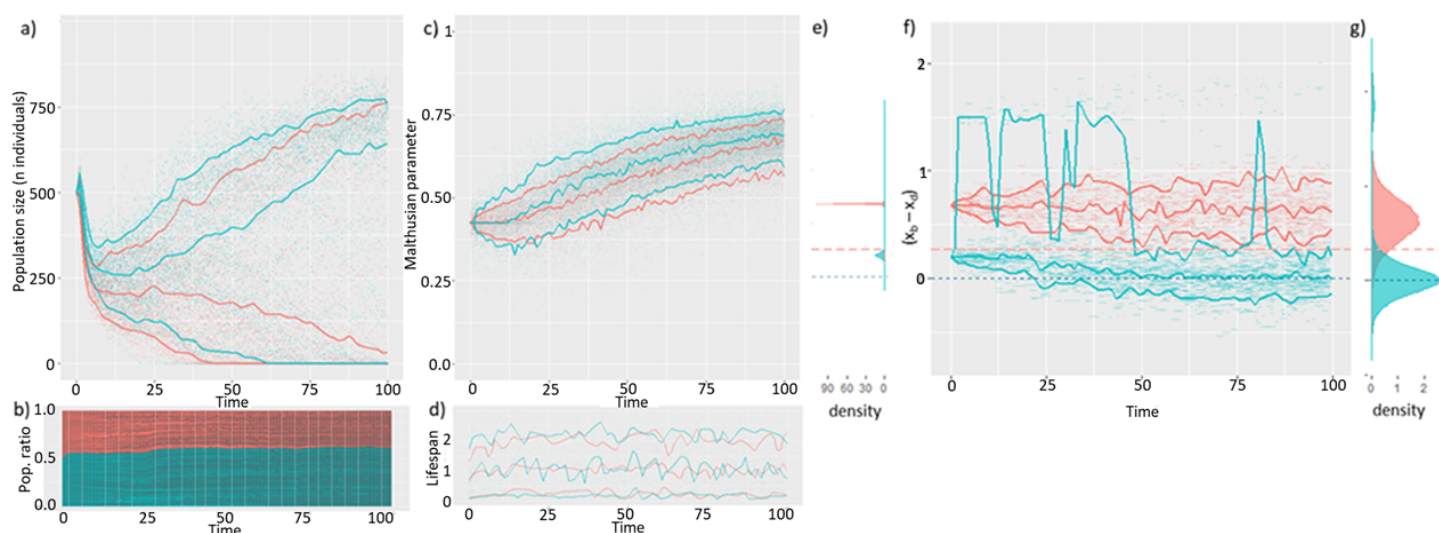 a)
Population size (n individuals)
750
500
250
0
0 25 50 75 100
Time
b)
Pop. ratio
1.0
0.5
0.0
0 25 50 75 100
Time
c)
Malthusian parameter
1
0.75
0.50
0.25
0.0
0 25 50 75 100
Time
d)
Lifespan
2
1
0
0 25 50 75 100
Time
e)
90 60 30 0
density
f)
(xb – xd)
2
1
0
0 25 50 75 100
Time
g)
0 1 2
density